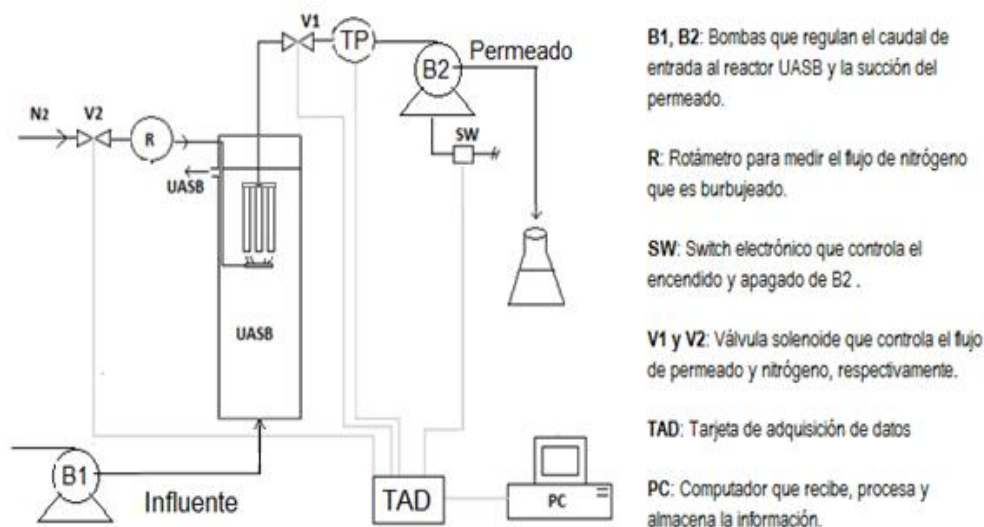 V1
TP
B2
Permeado
N2
V2
R
SW
UASB
UASB
B1
Influente
TAD
PC
B1, B2: Bombas que regulan el caudal de
entrada al reactor UASB y la succión del
permeado.
R: Rotámetro para medir el flujo de nitrógeno
que es burbujeado.
SW: Switch electrónico que controla el
encendido y apagado de B2 .
V1 y V2: Válvula solenoide que controla el flujo
de permeado y nitrógeno, respectivamente.
TAD: Tarjeta de adquisición de datos
PC: Computador que recibe, procesa y
almacena la información.